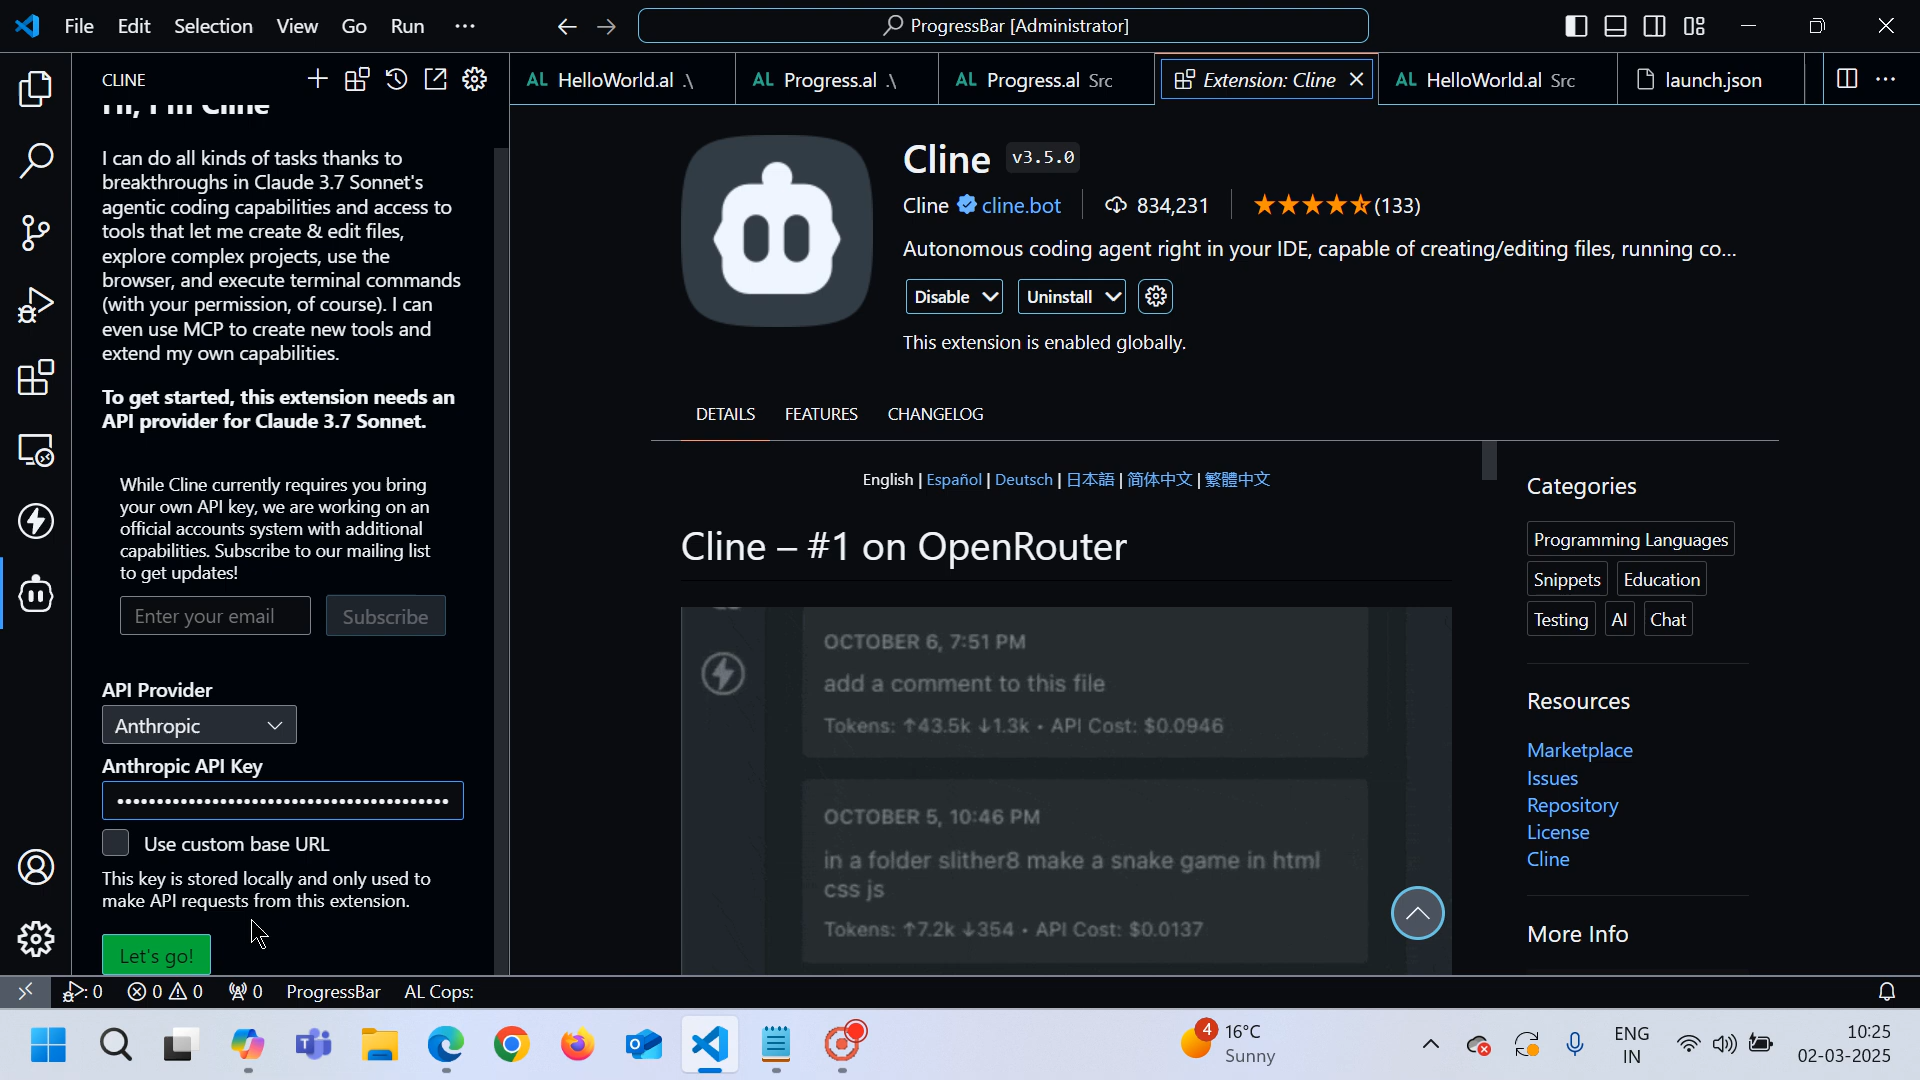 File Edit Selection View Go Run ···
ProgressBar [Administrator]
CLINE
AL HelloWorld.al .\
AL Progress.al .\
AL Progress.al Src
Extension: Cline
AL HelloWorld.al Src
launch.json
Hi, I'm Cline
I can do all kinds of tasks thanks to
breakthroughs in Claude 3.7 Sonnet's
agentic coding capabilities and access to
tools that let me create & edit files,
explore complex projects, use the
browser, and execute terminal commands
(with your permission, of course). I can
even use MCP to create new tools and
extend my own capabilities.
To get started, this extension needs an
API provider for Claude 3.7 Sonnet.
While Cline currently requires you bring
your own API key, we are working on an
official accounts system with additional
capabilities. Subscribe to our mailing list
to get updates!
Enter your email
Subscribe
API Provider
Anthropic
Anthropic API Key
Use custom base URL
This key is stored locally and only used to
make API requests from this extension.
Let's go!
Cline v3.5.0
Cline cline.bot 834,231 (133)
Autonomous coding agent right in your IDE, capable of creating/editing files, running co...
Disable
Uninstall
This extension is enabled globally.
DETAILS FEATURES CHANGELOG
English | Español | Deutsch | 日本語 | 简体中文 | 繁體中文
Cline – #1 on OpenRouter
OCTOBER 6, 7:51 PM
add a comment to this file
Tokens: ↑43.5k ↓1.3k • API Cost: $0.0946
OCTOBER 5, 10:46 PM
in a folder slither8 make a snake game in html
css js
Tokens: ↑7.2k ↓354 • API Cost: $0.0137
Categories
Programming Languages
Snippets Education
Testing AI Chat
Resources
Marketplace
Issues
Repository
License
Cline
More Info
: 0
0 0
0
ProgressBar
AL Cops:
4
16°C
Sunny
ENG
IN
10:25
02-03-2025